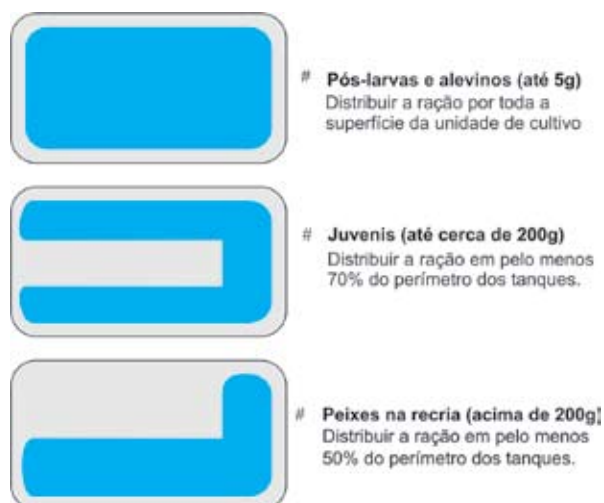 # Pós-larvas e alevinos (até 5g)
Distribuir a ração por toda a
superfície da unidade de cultivo
# Juvenis (até cerca de 200g)
Distribuir a ração em pelo menos
70% do perímetro dos tanques.
# Peixes na recria (acima de 200g)
Distribuir a ração em pelo menos
50% do perímetro dos tanques.